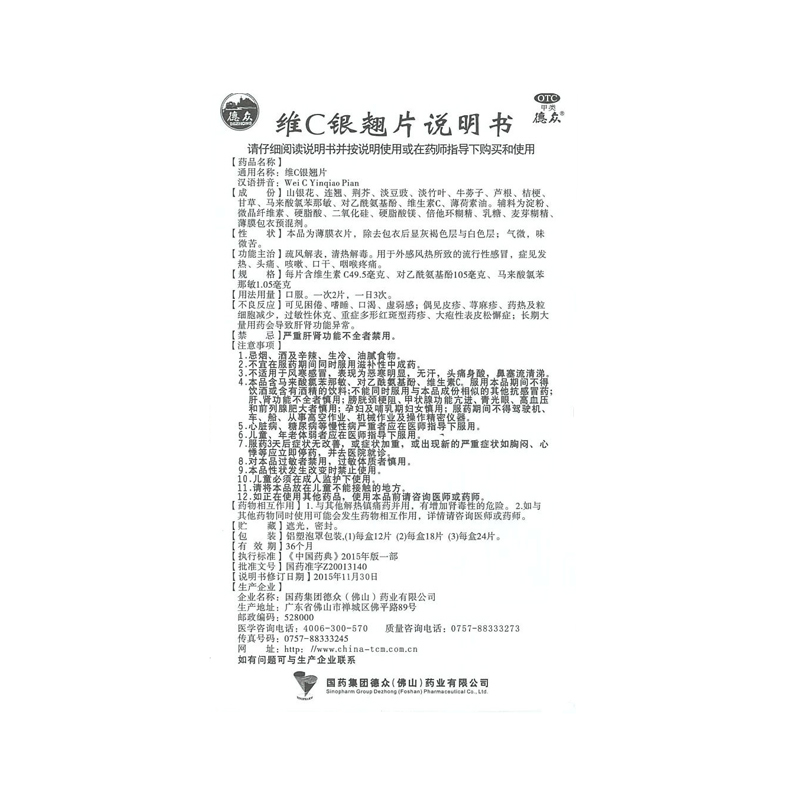 德众
DEZHONG
OTC
甲类
德众®
维C银翘片说明书
请仔细阅读说明书并按说明使用或在药师指导下购买和使用
【药品名称】
通用名称：维C银翘片
汉语拼音：Wei C Yinqiao Pian
【成 份】山银花、连翘、荆芥、淡豆豉、淡竹叶、牛蒡子、芦根、桔梗、
甘草、马来酸氯苯那敏、对乙酰氨基酚、维生素C、薄荷素油。辅料为淀粉、
微晶纤维素、硬脂酸、二氧化硅、硬脂酸镁、倍他环糊精、乳糖、麦芽糊精、
薄膜包衣预混剂。
【性 状】本品为薄膜衣片，除去包衣后显灰褐色层与白色层；气微，味
微苦。
【功能主治】疏风解表，清热解毒。用于外感风热所致的流行性感冒，症见发
热、头痛、咳嗽、口干、咽喉疼痛。
【规 格】每片含维生素C49.5毫克、对乙酰氨基酚105毫克、马来酸氯苯
那敏1.05毫克
【用法用量】口服。一次2片，一日3次。
【不良反应】可见困倦、嗜睡、口渴、虚弱感；偶见皮疹、荨麻疹、药热及粒
细胞减少，过敏性休克、重症多形红斑型药疹、大疱性表皮松懈症；长期大
量用药会导致肝肾功能异常。
【禁 忌】严重肝肾功能不全者禁用。
【注意事项】
1.忌烟、酒及辛辣、生冷、油腻食物。
2.不宜在服药期间同时服用滋补性中成药。
3.不适用于风寒感冒，表现为恶寒明显，无汗，头痛身酸，鼻塞流清涕。
4.本品含马来酸氯苯那敏、对乙酰氨基酚、维生素C。服用本品期间不得
饮酒或含有酒精的饮料;不能同时服用与本品成份相似的其他抗感冒药;
肝、肾功能不全者慎用；膀胱颈梗阻、甲状腺功能亢进、青光眼、高血压
和前列腺肥大者慎用；孕妇及哺乳期妇女慎用；服药期间不得驾驶机、
车、船、从事高空作业、机械作业及操作精密仪器。
5.心脏病、糖尿病等慢性病严重者应在医师指导下服用。
6.儿童、年老体弱者应在医师指导下服用。
7.服药3天后症状无改善，或症状加重，或出现新的严重症状如胸闷、心
悸等应立即停药，并去医院就诊。
8.对本品过敏者禁用，过敏体质者慎用。
9.本品性状发生改变时禁止使用。
10.儿童必须在成人监护下使用。
11.请将本品放在儿童不能接触的地方。
12.如正在使用其他药品，使用本品前请咨询医师或药师。
【药物相互作用】1.与其他解热镇痛药并用，有增加肾毒性的危险。2.如与
其他药物同时使用可能会发生药物相互作用，详情请咨询医师或药师。
【贮 藏】遮光，密封。
【包 装】铝塑泡罩包装,(1)每盒12片 (2)每盒18片 (3)每盒24片。
【有 效 期】36个月
【执行标准】《中国药典》2015年版一部
【批准文号】国药准字Z20013140
【说明书修订日期】2015年11月30日
【生产企业】
企业名称：国药集团德众（佛山）药业有限公司
生产地址：广东省佛山市禅城区佛平路89号
邮政编码：528000
医学咨询电话：4006-300-570 质量咨询电话：0757-88333273
传真号码：0757-88333245
网 址：http: //www.china-tcm.com.cn
如有问题可与生产企业联系
国药集团德众(佛山)药业有限公司
Sinopharm Group Dezhong (Foshan) Pharmaceutical Co., Ltd.